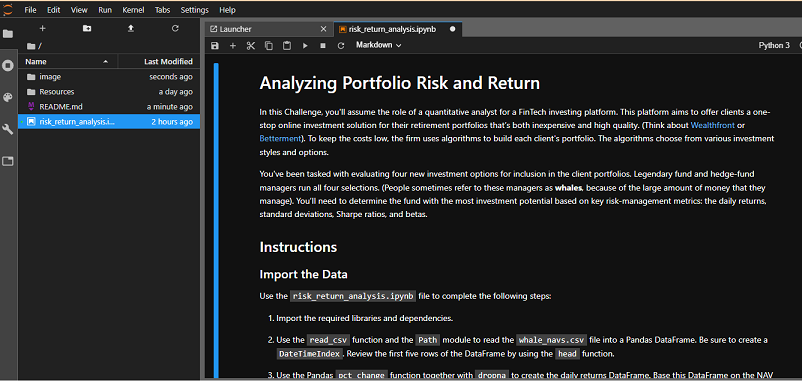 File Edit View Run Kernel Tabs Settings Help
Launcher
risk_return_analysis.ipynb
Markdown
Python 3
/
Name Last Modified
image seconds ago
Resources a day ago
README.md a minute ago
risk_return_analysis.i... 2 hours ago
Analyzing Portfolio Risk and Return
In this Challenge, you'll assume the role of a quantitative analyst for a FinTech investing platform. This platform aims to offer clients a one-
stop online investment solution for their retirement portfolios that's both inexpensive and high quality. (Think about Wealthfront or
Betterment). To keep the costs low, the firm uses algorithms to build each client's portfolio. The algorithms choose from various investment
styles and options.
You've been tasked with evaluating four new investment options for inclusion in the client portfolios. Legendary fund and hedge-fund
managers run all four selections. (People sometimes refer to these managers as whales, because of the large amount of money that they
manage). You'll need to determine the fund with the most investment potential based on key risk-management metrics: the daily returns,
standard deviations, Sharpe ratios, and betas.
Instructions
Import the Data
Use the risk_return_analysis.ipynb file to complete the following steps:
1. Import the required libraries and dependencies.
2. Use the read_csv function and the Path module to read the whale_navs.csv file into a Pandas DataFrame. Be sure to create a
DateTimeIndex. Review the first five rows of the DataFrame by using the head function.
3. Use the Pandas pct_change function together with dropna to create the daily returns DataFrame. Base this DataFrame on the NAV